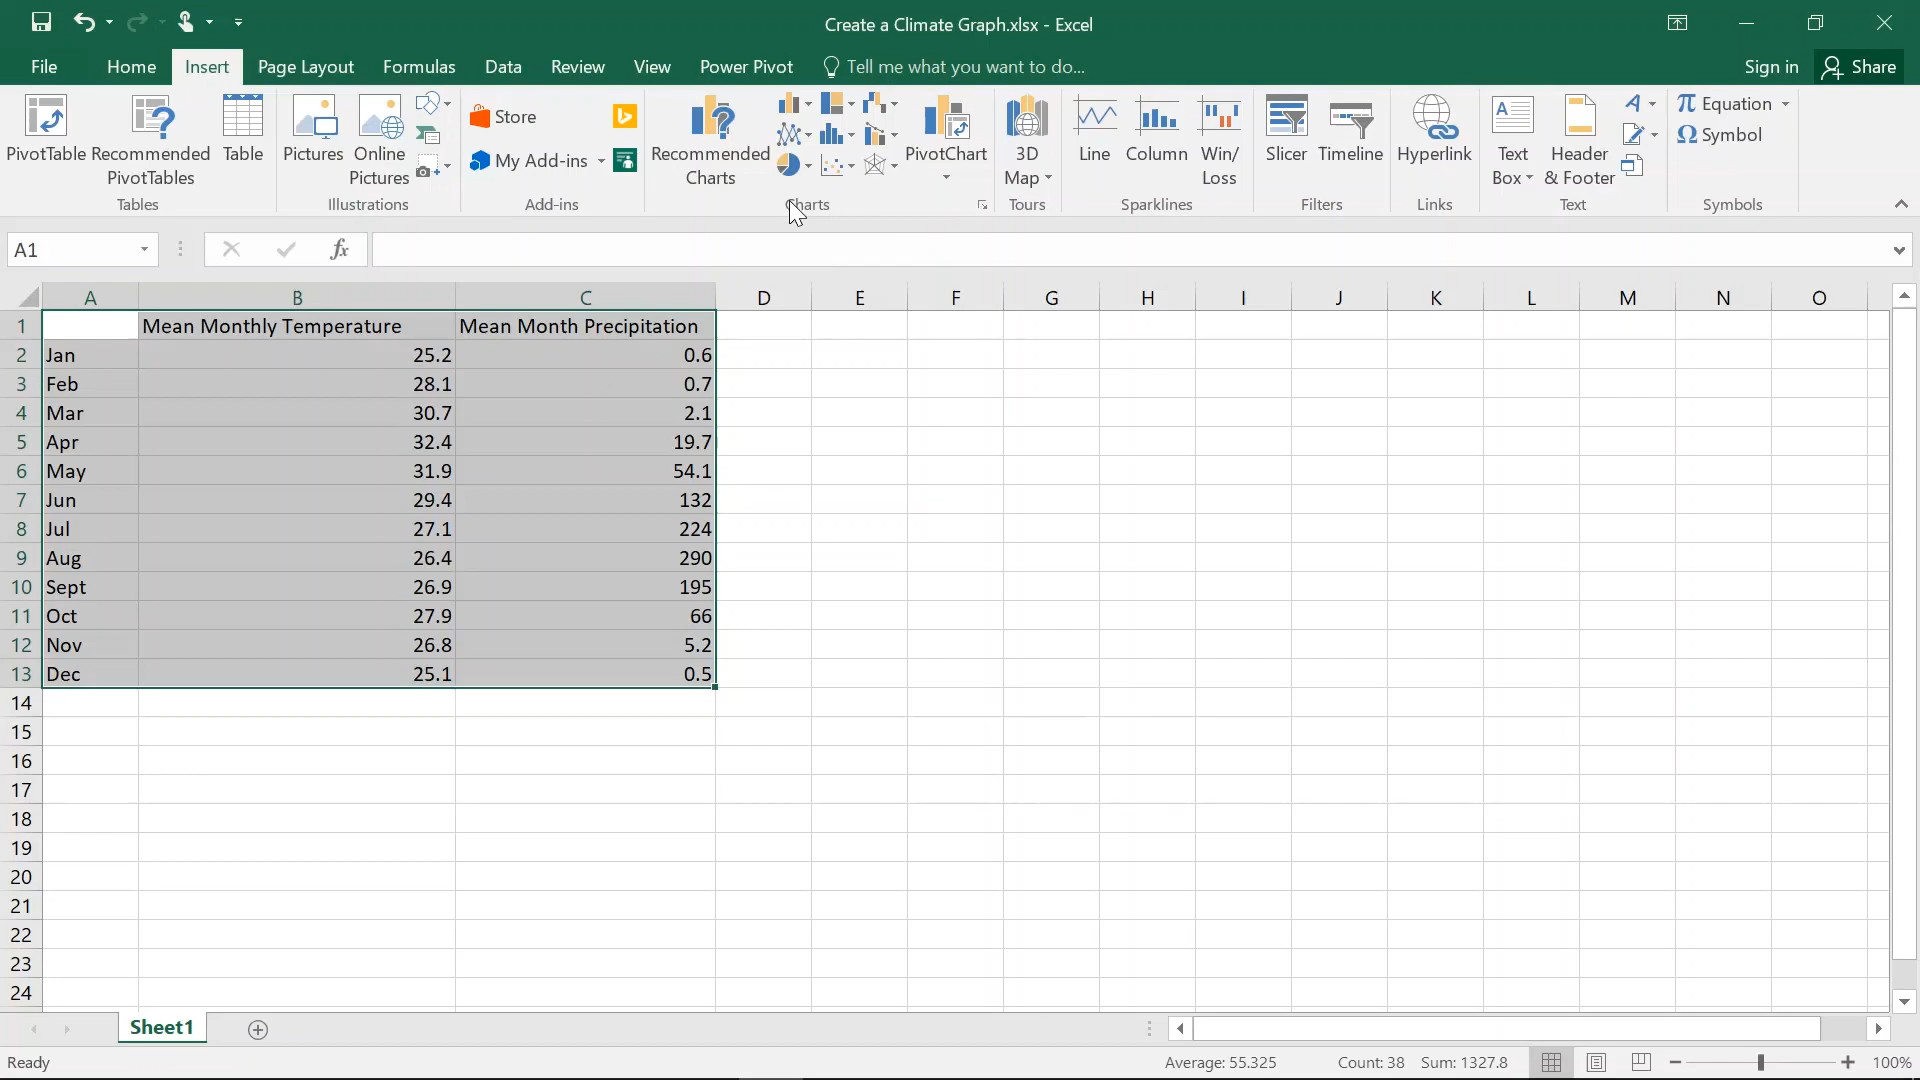 Create a Climate Graph.xlsx - Excel
File Home Insert Page Layout Formulas Data Review View Power Pivot Tell me what you want to do... Sign in Share
PivotTable Recommended PivotTables Table
Tables
Pictures Online Pictures
Illustrations
Store
My Add-ins
Add-ins
Recommended Charts
PivotChart
Charts
3D Map
Tours
Line Column Win/ Loss
Sparklines
Slicer Timeline
Filters
Hyperlink
Links
Text Box Header & Footer
Text
π Equation
Ω Symbol
Symbols
A1 fx
A B C D E F G H I J K L M N O
1 Mean Monthly Temperature Mean Month Precipitation
2 Jan 25.2 0.6
3 Feb 28.1 0.7
4 Mar 30.7 2.1
5 Apr 32.4 19.7
6 May 31.9 54.1
7 Jun 29.4 132
8 Jul 27.1 224
9 Aug 26.4 290
10 Sept 26.9 195
11 Oct 27.9 66
12 Nov 26.8 5.2
13 Dec 25.1 0.5
14
15
16
17
18
19
20
21
22
23
24
Sheet1
Ready Average: 55.325 Count: 38 Sum: 1327.8 100%